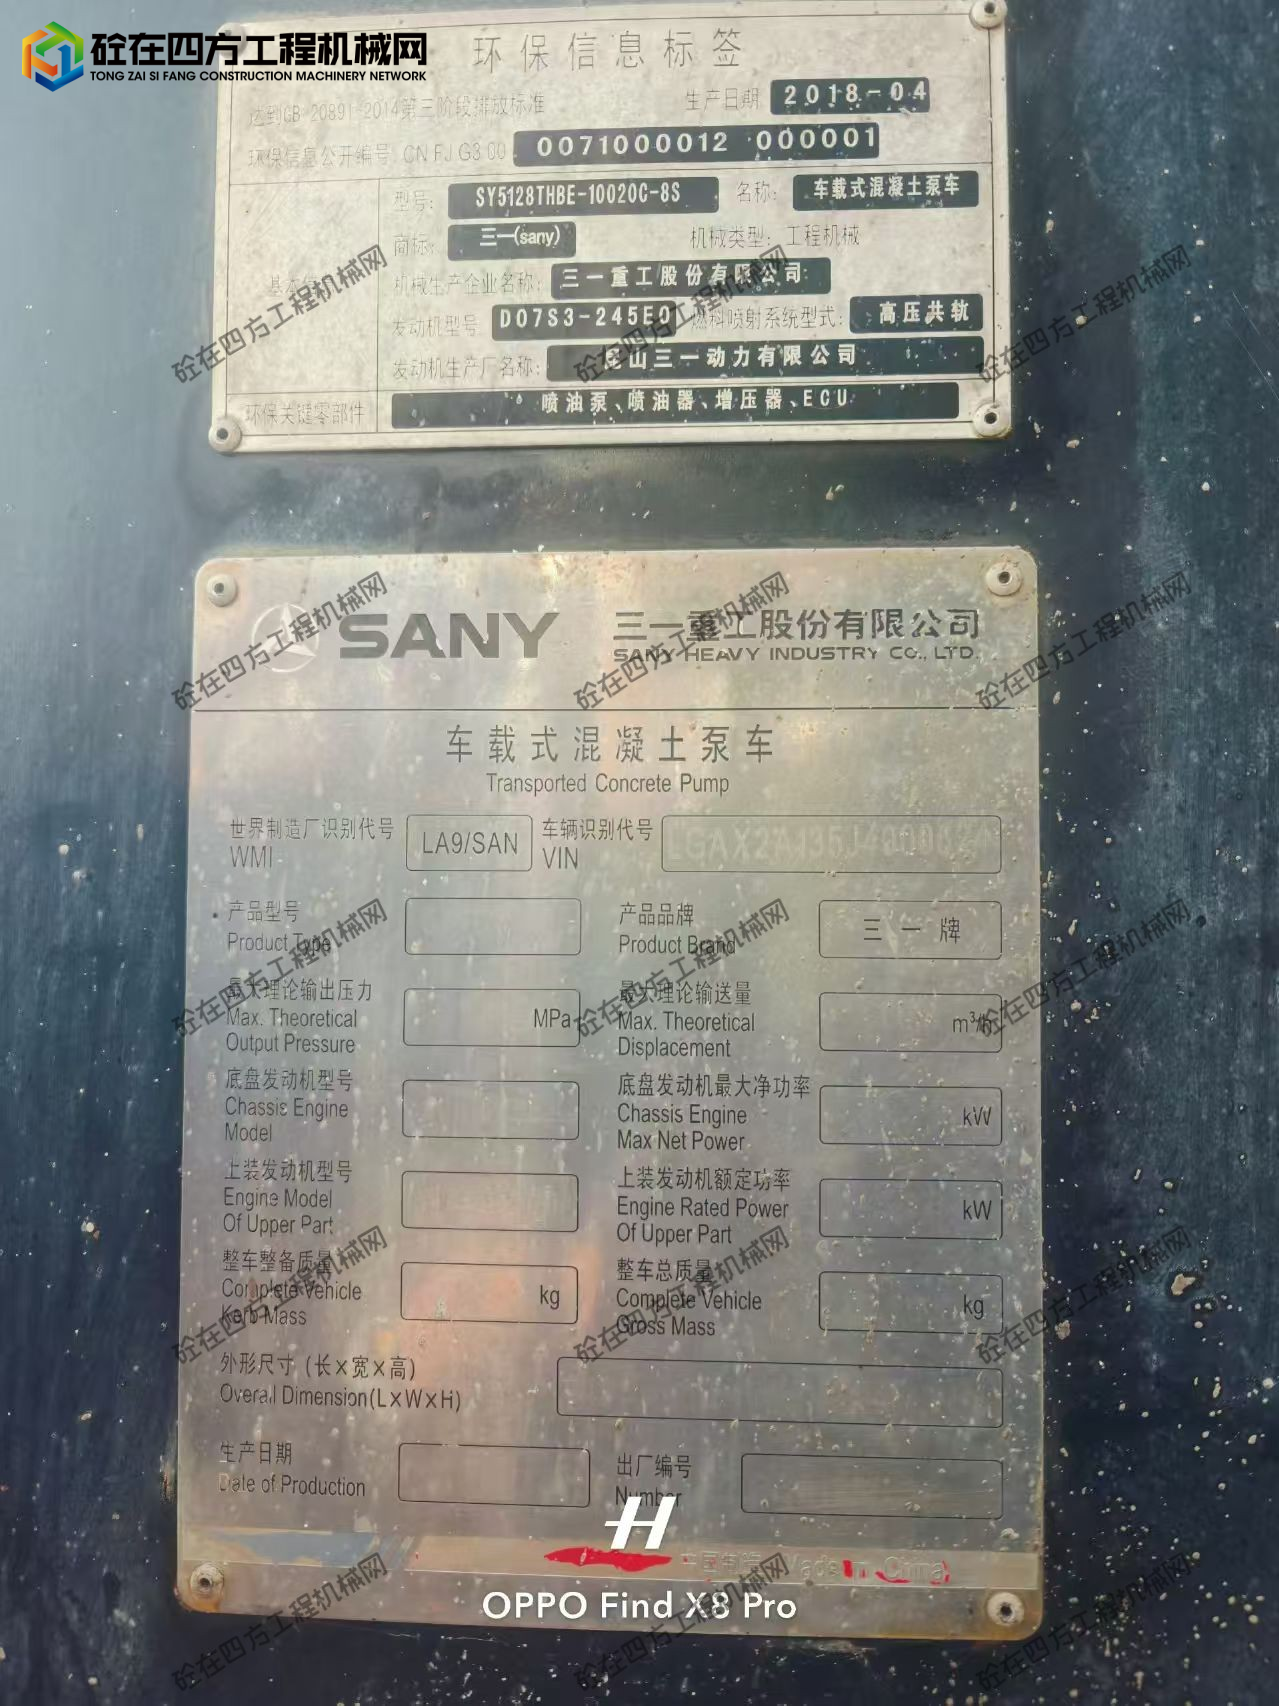 砼在四方工程机械网
TONG ZAI SI FANG CONSTRUCTION MACHINERY NETWORK
环保信息标签
达到GB 20891-2014第三阶段排放标准 生产日期 2018-04
环保信息公开编号 CN FJ G3 00 0071000012 000001
型号: SY5128THBE-10020C-8S 名称: 车载式混凝土泵车
商标: 三一(sany) 机械类型: 工程机械
机械生产企业名称: 三一重工股份有限公司
发动机型号 D07S3-245E0 燃料喷射系统型式: 高压共轨
发动机生产厂名称: 昆山三一动力有限公司
环保关键零部件 喷油泵、喷油器、增压器、ECU
SANY 三一重工股份有限公司
SANY HEAVY INDUSTRY CO., LTD.
车载式混凝土泵车
Transported Concrete Pump
世界制造厂识别代号 WMI LA9/SAN 车辆识别代号 VIN
产品型号 产品品牌
Product Type Product Brand 三一牌
最大理论输出压力 最大理论输送量
Max. Theoretical MPa Max. Theoretical m³/h
Output Pressure Displacement
底盘发动机型号 底盘发动机最大净功率
Chassis Engine Chassis Engine kW
Model Max Net Power
上装发动机型号 上装发动机额定功率
Engine Model Engine Rated Power kW
Of Upper Part Of Upper Part
整车整备质量 整车总质量
Complete Vehicle kg Complete Vehicle kg
Kerb Mass Gross Mass
外形尺寸 (长×宽×高)
Overall Dimension(L×W×H)
生产日期 出厂编号
Date of Production Number
中国制造 Made in China
H
OPPO Find X8 Pro